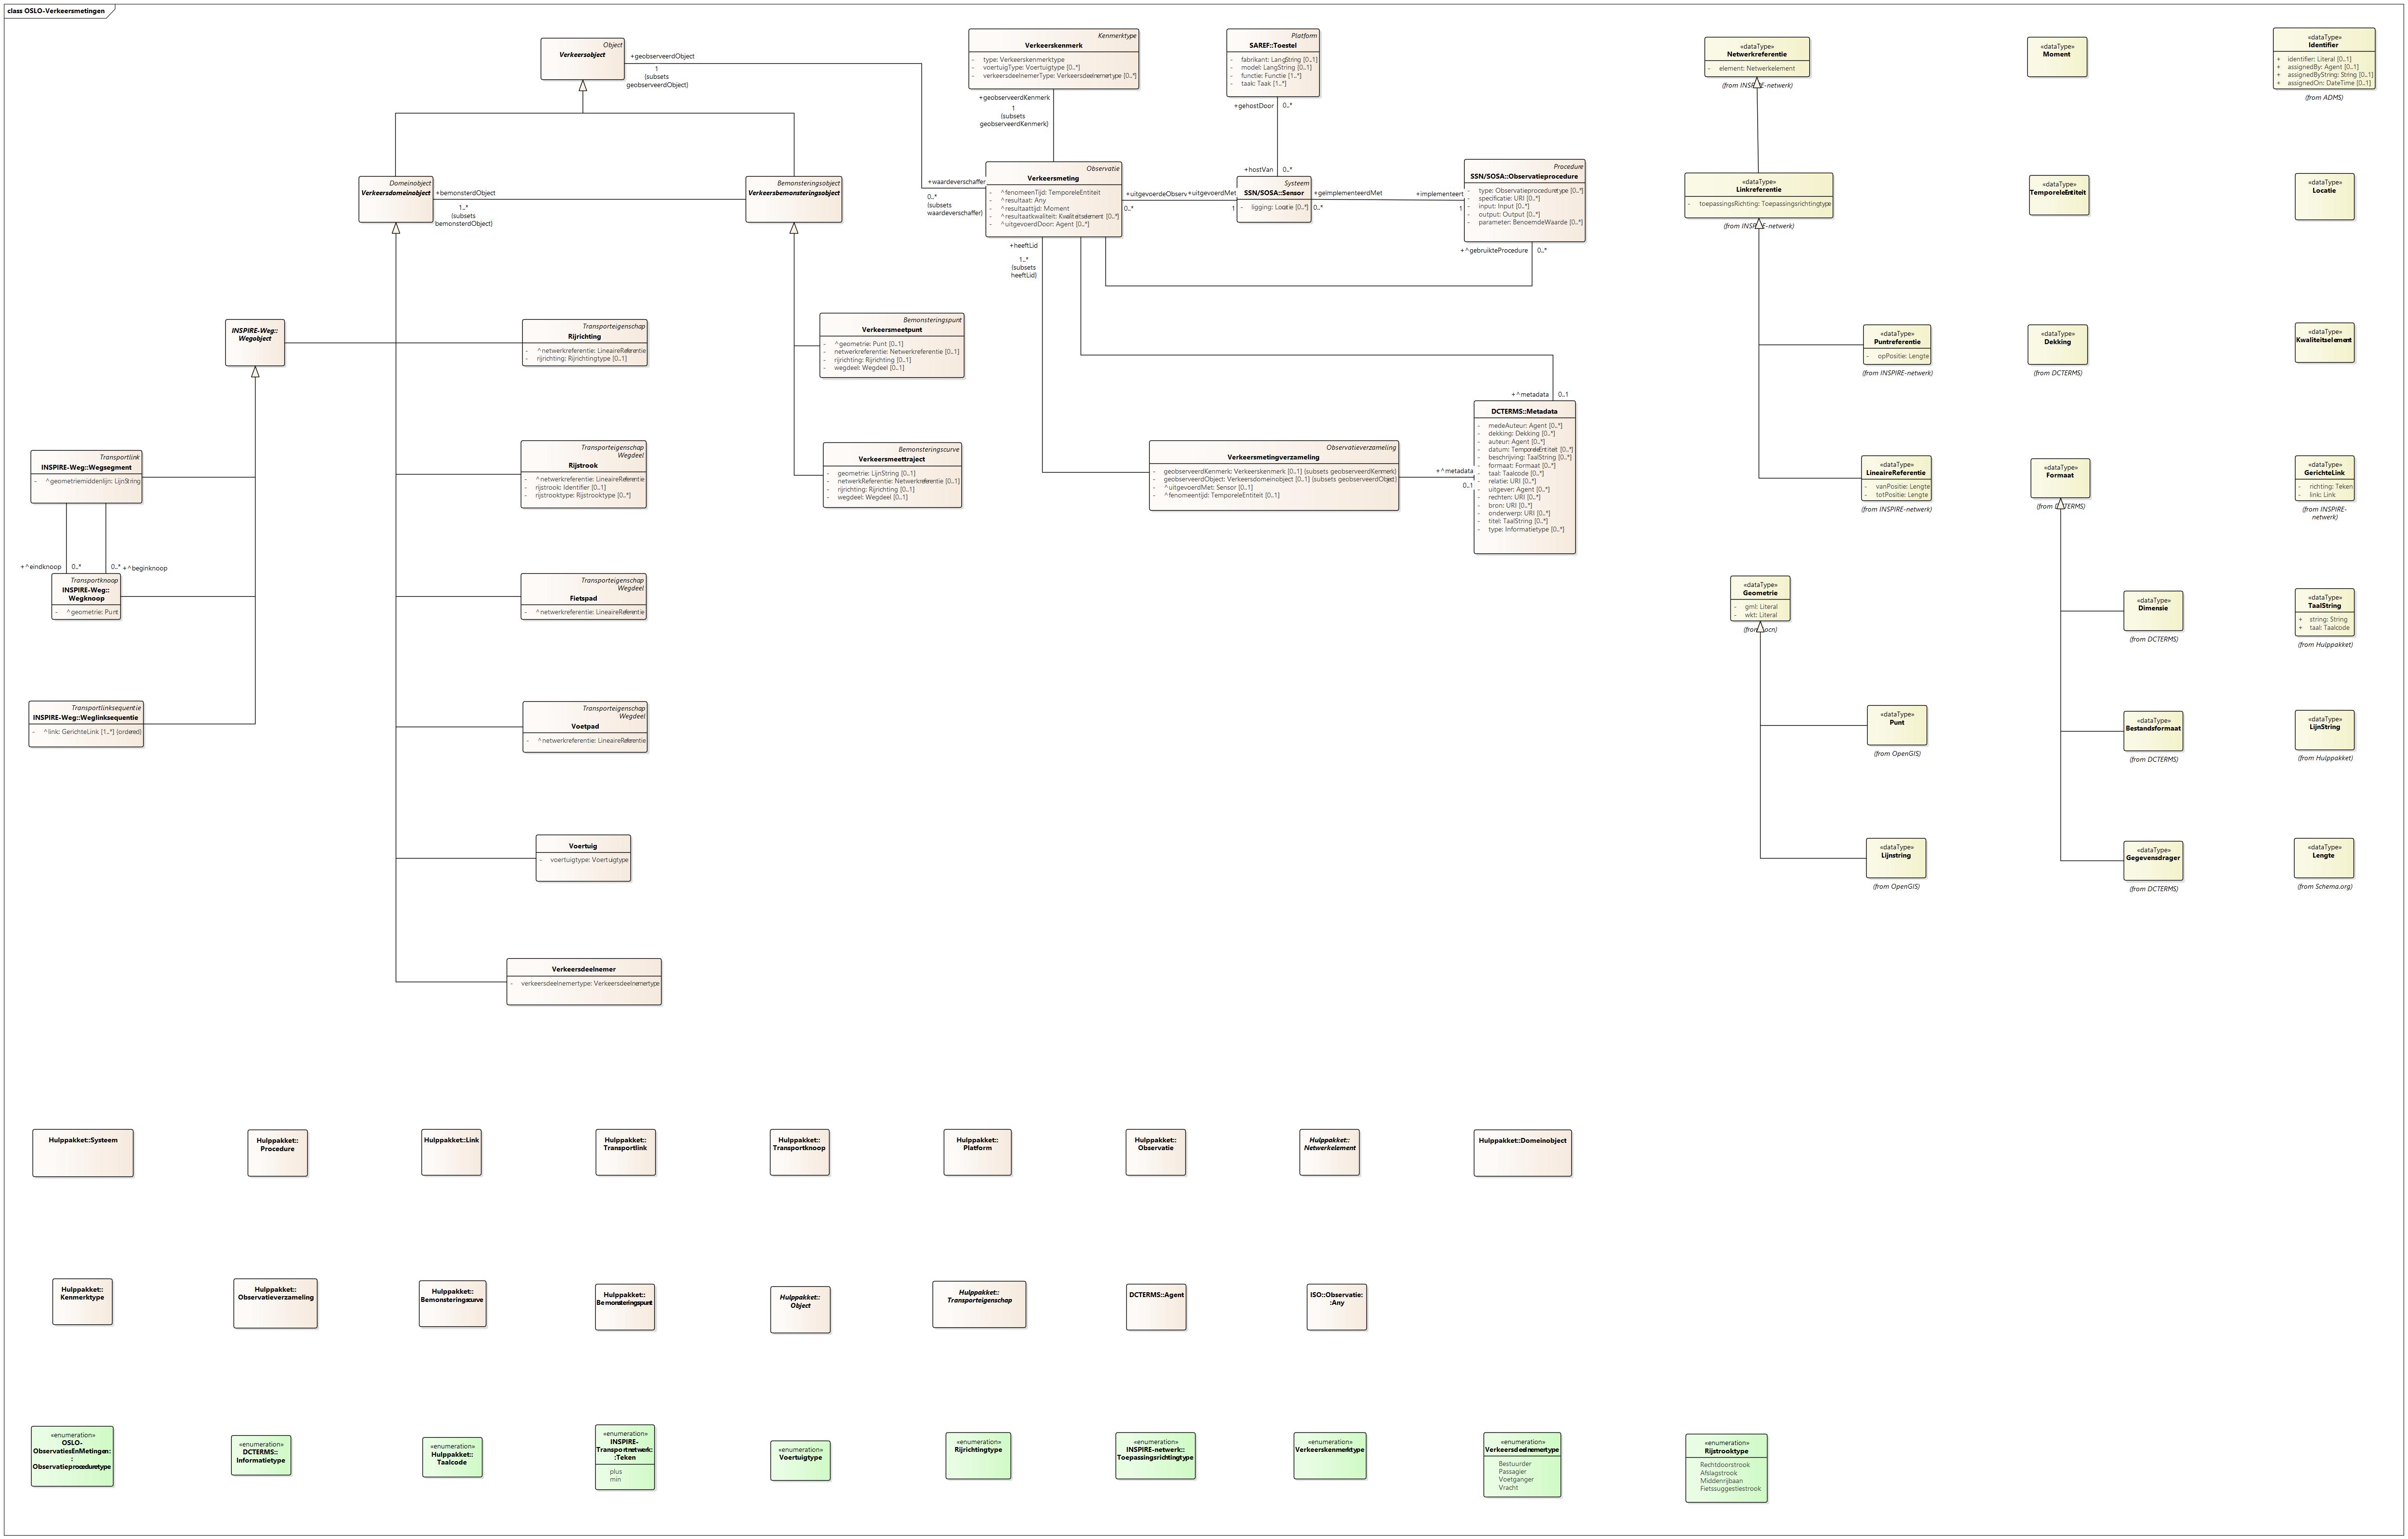 class OSLO-Verkeersmetingen
Object
Verkeersobject
+geobserveerdObject
1
{subsets
geobserveerdObject}
Kenmerktype
Verkeerskenmerk
- type: Verkeerskenmerktype
- voertuigType: Voertuigtype [0..*]
- verkeersdeelnemerType: Verkeersdeelnemertype [0..*]
+geobserveerdKenmerk
1
{subsets
geobserveerdKenmerk}
Platform
SAREF::Toestel
- fabrikant: LangString [0..1]
- model: LangString [0..1]
- functie: Functie [1..*]
- taak: Taak [1..*]
+gehostDoor 0..*
+hostVan 0..*
Domeinobject
Verkeersdomeinobject
+bemonsterdObject
1..*
{subsets
bemonsterdObject}
Bemonsteringsobject
Verkeersbemonsteringsobject
+waardeverschaffer
0..*
{subsets
waardeverschaffer}
Observatie
Verkeersmeting
- ^fenomeenTijd: TemporeleEntiteit
- ^resultaat: Any
- ^resultaattijd: Moment
- ^resultaatkwaliteit: Kwaliteitselement [0..*]
- ^uitgevoerdDoor: Agent [0..*]
+uitgevoerdeObserv
0..*
+uitgevoerdMet
1
Systeem
SSN/SOSA::Sensor
- ligging: Locatie [0..*]
+geïmplementeerdMet
0..*
+implementeert
1
Procedure
SSN/SOSA::Observatieprocedure
- type: Observatieproceduretype [0..*]
- specificatie: URI [0..*]
- input: Input [0..*]
- output: Output [0..*]
- parameter: BenoemdeWaarde [0..*]
+^gebruikteProcedure 0..*
+heeftLid
1..*
{subsets
heeftLid}
INSPIRE-Weg::
Wegobject
Transporteigenschap
Rijrichting
- ^netwerkreferentie: LineaireReferentie
- rijrichting: Rijrichtingtype [0..1]
Bemonsteringspunt
Verkeersmeetpunt
- ^geometrie: Punt [0..1]
- netwerkreferentie: Netwerkreferentie [0..1]
- rijrichting: Rijrichting [0..1]
- wegdeel: Wegdeel [0..1]
Transportlink
INSPIRE-Weg::Wegsegment
- ^geometriemiddenlijn: LijnString
+^eindknoop 0..*
0..* +^beginknoop
Transportknoop
INSPIRE-Weg::
Wegknoop
- ^geometrie: Punt
Transportlinksequentie
INSPIRE-Weg::Weglinksequentie
- ^link: GerichteLink [1..*] {ordered}
Transporteigenschap
Wegdeel
Rijstrook
- ^netwerkreferentie: LineaireReferentie
- rijstrook: Identifier [0..1]
- rijstrooktype: Rijstrooktype [0..*]
Transporteigenschap
Wegdeel
Fietspad
- ^netwerkreferentie: LineaireReferentie
Transporteigenschap
Wegdeel
Voetpad
- ^netwerkreferentie: LineaireReferentie
Voertuig
- voertuigtype: Voertuigtype
Verkeersdeelnemer
- verkeersdeelnemertype: Verkeersdeelnemertype
Bemonsteringscurve
Verkeersmeettraject
- geometrie: LijnString [0..1]
- netwerkReferentie: Netwerkreferentie [0..1]
- rijrichting: Rijrichting [0..1]
- wegdeel: Wegdeel [0..1]
Observatieverzameling
Verkeersmetingverzameling
- geobserveerdKenmerk: Verkeerskenmerk [0..1] {subsets geobserveerdKenmerk}
- geobserveerdObject: Verkeersdomeinobject [0..1] {subsets geobserveerdObject}
- ^uitgevoerdMet: Sensor [0..1]
- ^fenomeentijd: TemporeleEntiteit [0..1]
+^metadata
0..1
+^metadata 0..1
DCTERMS::Metadata
- medeAuteur: Agent [0..*]
- dekking: Dekking [0..*]
- auteur: Agent [0..*]
- datum: TemporeleEntiteit [0..*]
- beschrijving: TaalString [0..*]
- formaat: Formaat [0..*]
- taal: Taalcode [0..*]
- relatie: URI [0..*]
- uitgever: Agent [0..*]
- rechten: URI [0..*]
- bron: URI [0..*]
- onderwerp: URI [0..*]
- titel: TaalString [0..*]
- type: Informatietype [0..*]
«dataType»
Netwerkreferentie
- element: Netwerkelement
(from INSPIRE-netwerk)
«dataType»
Linkreferentie
- toepassingsRichting: Toepassingsrichtingtype
(from INSPIRE-netwerk)
«dataType»
Puntreferentie
- opPositie: Lengte
(from INSPIRE-netwerk)
«dataType»
LineaireReferentie
- vanPositie: Lengte
- totPositie: Lengte
(from INSPIRE-netwerk)
«dataType»
Geometrie
- gml: Literal
- wkt: Literal
(from locn)
«dataType»
Punt
(from OpenGIS)
«dataType»
Lijnstring
(from OpenGIS)
«dataType»
Moment
«dataType»
TemporeleEntiteit
«dataType»
Dekking
(from DCTERMS)
«dataType»
Formaat
(from DCTERMS)
«dataType»
Dimensie
(from DCTERMS)
«dataType»
Bestandsformaat
(from DCTERMS)
«dataType»
Gegevensdrager
(from DCTERMS)
«dataType»
Identifier
+ identifier: Literal [0..1]
+ assignedBy: Agent [0..1]
+ assignedByString: String [0..1]
+ assignedOn: DateTime [0..1]
(from ADMS)
«dataType»
Locatie
«dataType»
Kwaliteitselement
«dataType»
GerichteLink
- richting: Teken
- link: Link
(from INSPIRE-
netwerk)
«dataType»
TaalString
+ string: String
+ taal: Taalcode
(from Hulppakket)
«dataType»
LijnString
(from Hulppakket)
«dataType»
Lengte
(from Schema.org)
Hulppakket::Systeem
Hulppakket::
Procedure
Hulppakket::Link
Hulppakket::
Transportlink
Hulppakket::
Transportknoop
Hulppakket::
Platform
Hulppakket::
Observatie
Hulppakket::
Netwerkelement
Hulppakket::Domeinobject
Hulppakket::
Kenmerktype
Hulppakket::
Observatieverzameling
Hulppakket::
Bemonsteringscurve
Hulppakket::
Bemonsteringspunt
Hulppakket::
Object
Hulppakket::
Transporteigenschap
DCTERMS::Agent
ISO::Observatie:
:Any
«enumeration»
OSLO-
ObservatiesEnMetingen:
:
Observatieproceduretype
«enumeration»
DCTERMS::
Informatietype
«enumeration»
Hulppakket::
Taalcode
«enumeration»
INSPIRE-
Transportnetwerk:
:Teken
plus
min
«enumeration»
Voertuigtype
«enumeration»
Rijrichtingtype
«enumeration»
INSPIRE-netwerk::
Toepassingsrichtingtype
«enumeration»
Verkeerskenmerktype
«enumeration»
Verkeersdeelnemertype
Bestuurder
Passagier
Voetganger
Vracht
«enumeration»
Rijstrooktype
Rechtdoorstrook
Afslagstrook
Middenrijbaan
Fietssuggestiestrook